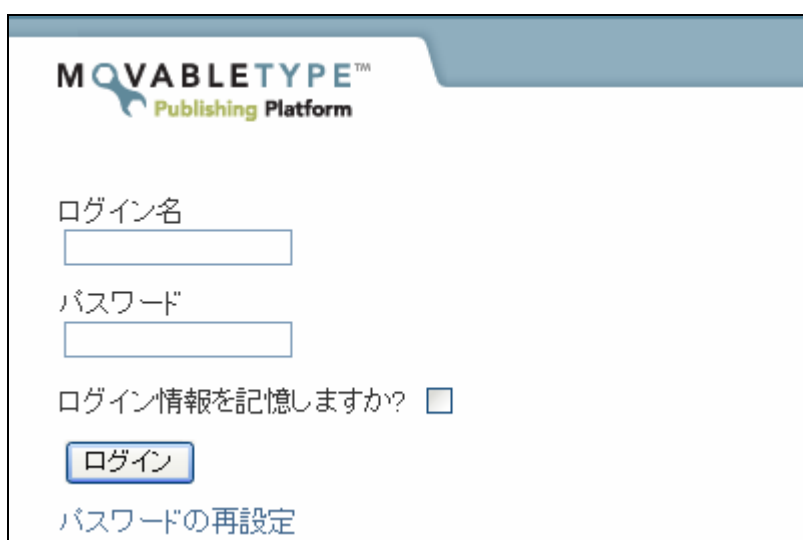 MOVABLETYPE™
Publishing Platform
ログイン名
パスワード
ログイン情報を記憶しますか?
ログイン
パスワードの再設定